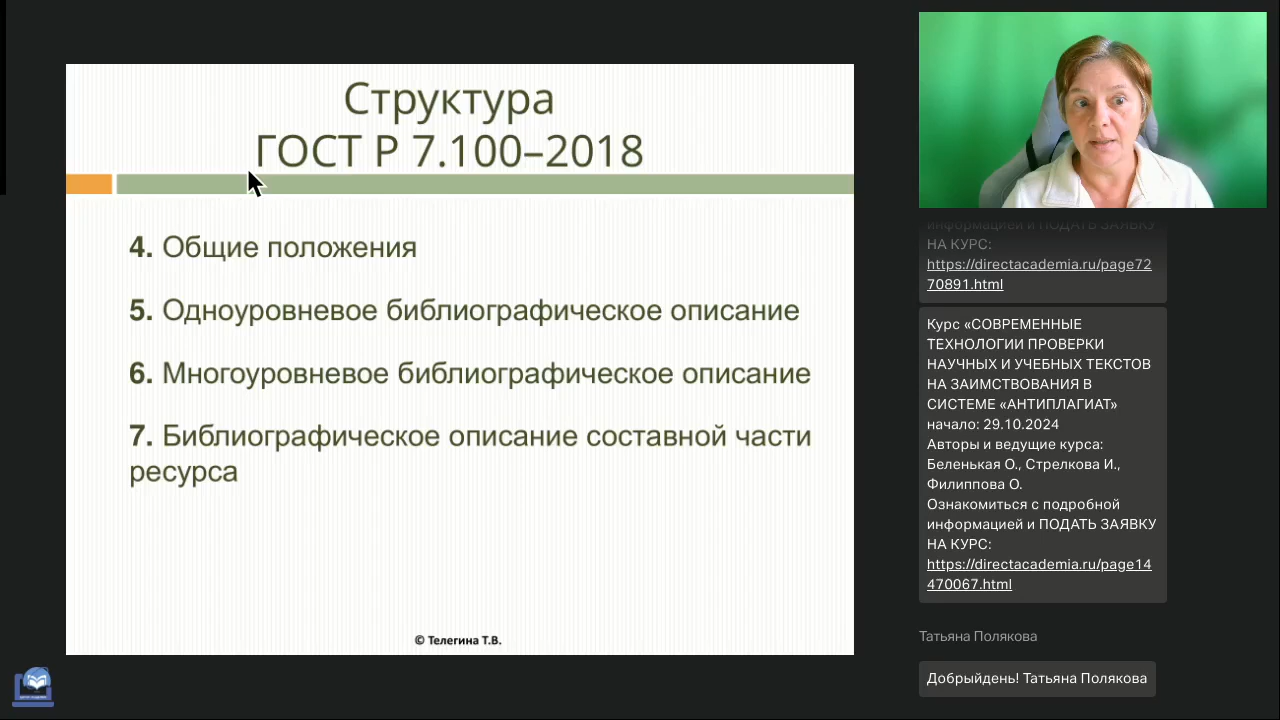 Структура
ГОСТ Р 7.100–2018
4. Общие положения
5. Одноуровневое библиографическое описание
6. Многоуровневое библиографическое описание
7. Библиографическое описание составной части
ресурса
© Телегина Т.В.
информацией и ПОДАТЬ ЗАЯВКУ
НА КУРС:
https://directacademia.ru/page72
70891.html
Курс «СОВРЕМЕННЫЕ
ТЕХНОЛОГИИ ПРОВЕРКИ
НАУЧНЫХ И УЧЕБНЫХ ТЕКСТОВ
НА ЗАИМСТВОВАНИЯ В
СИСТЕМЕ «АНТИПЛАГИАТ»
начало: 29.10.2024
Авторы и ведущие курса:
Беленькая О., Стрелкова И.,
Филиппова О.
Ознакомиться с подробной
информацией и ПОДАТЬ ЗАЯВКУ
НА КУРС:
https://directacademia.ru/page14
470067.html
Татьяна Полякова
Добрыйдень! Татьяна Полякова